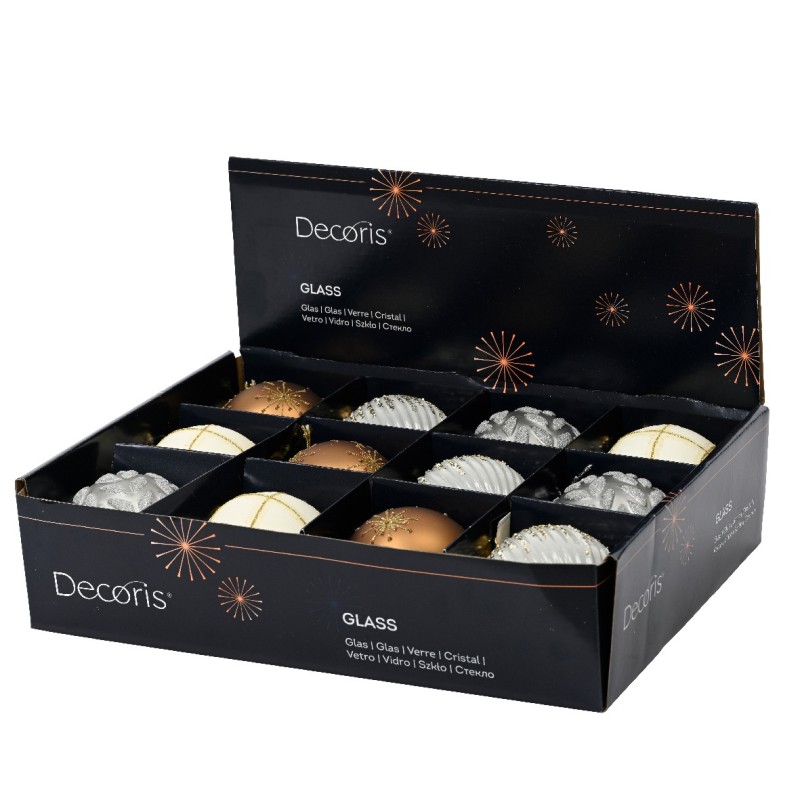 Decoris®
GLASS
Glas | Glas | Verre | Cristal |
Vetro | Vidro | Szkło | Стекло
Decoris®
GLASS
Glas | Glas | Verre | Cristal |
Vetro | Vidro | Szkło | Стекло
GLASS
Decoris